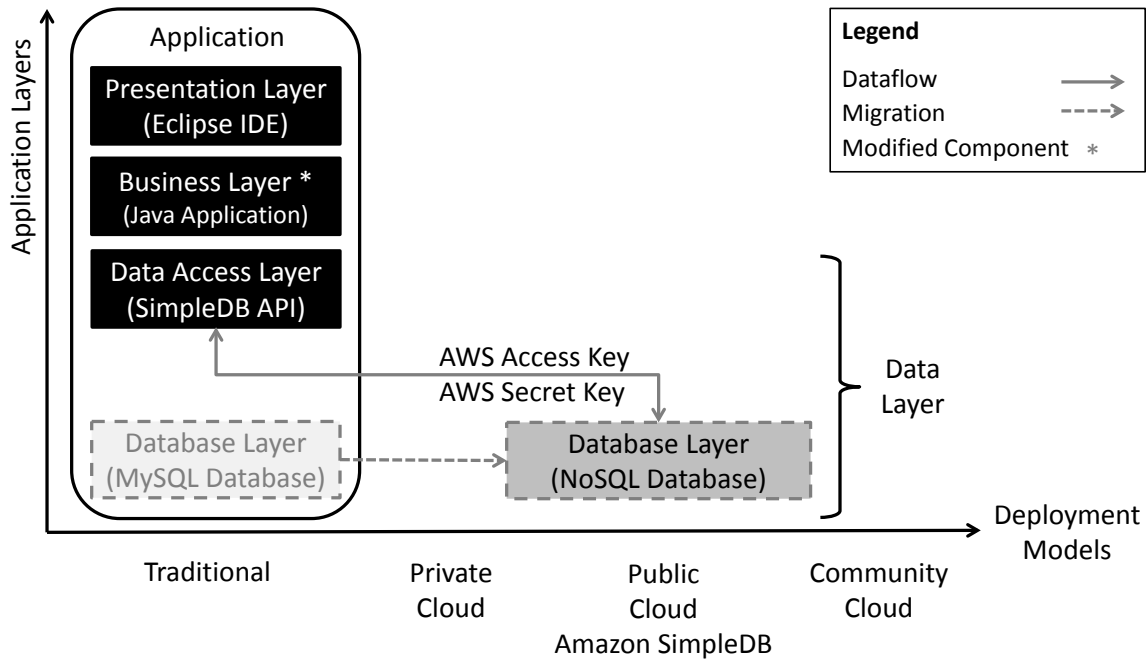 Application Layers
Application
Presentation Layer
(Eclipse IDE)
Business Layer *
(Java Application)
Data Access Layer
(SimpleDB API)
AWS Access Key
AWS Secret Key
Database Layer
(MySQL Database)
Database Layer
(NoSQL Database)
Data
Layer
Legend
Dataflow
Migration
Modified Component *
Deployment
Models
Traditional
Private
Cloud
Public
Cloud
Amazon SimpleDB
Community
Cloud